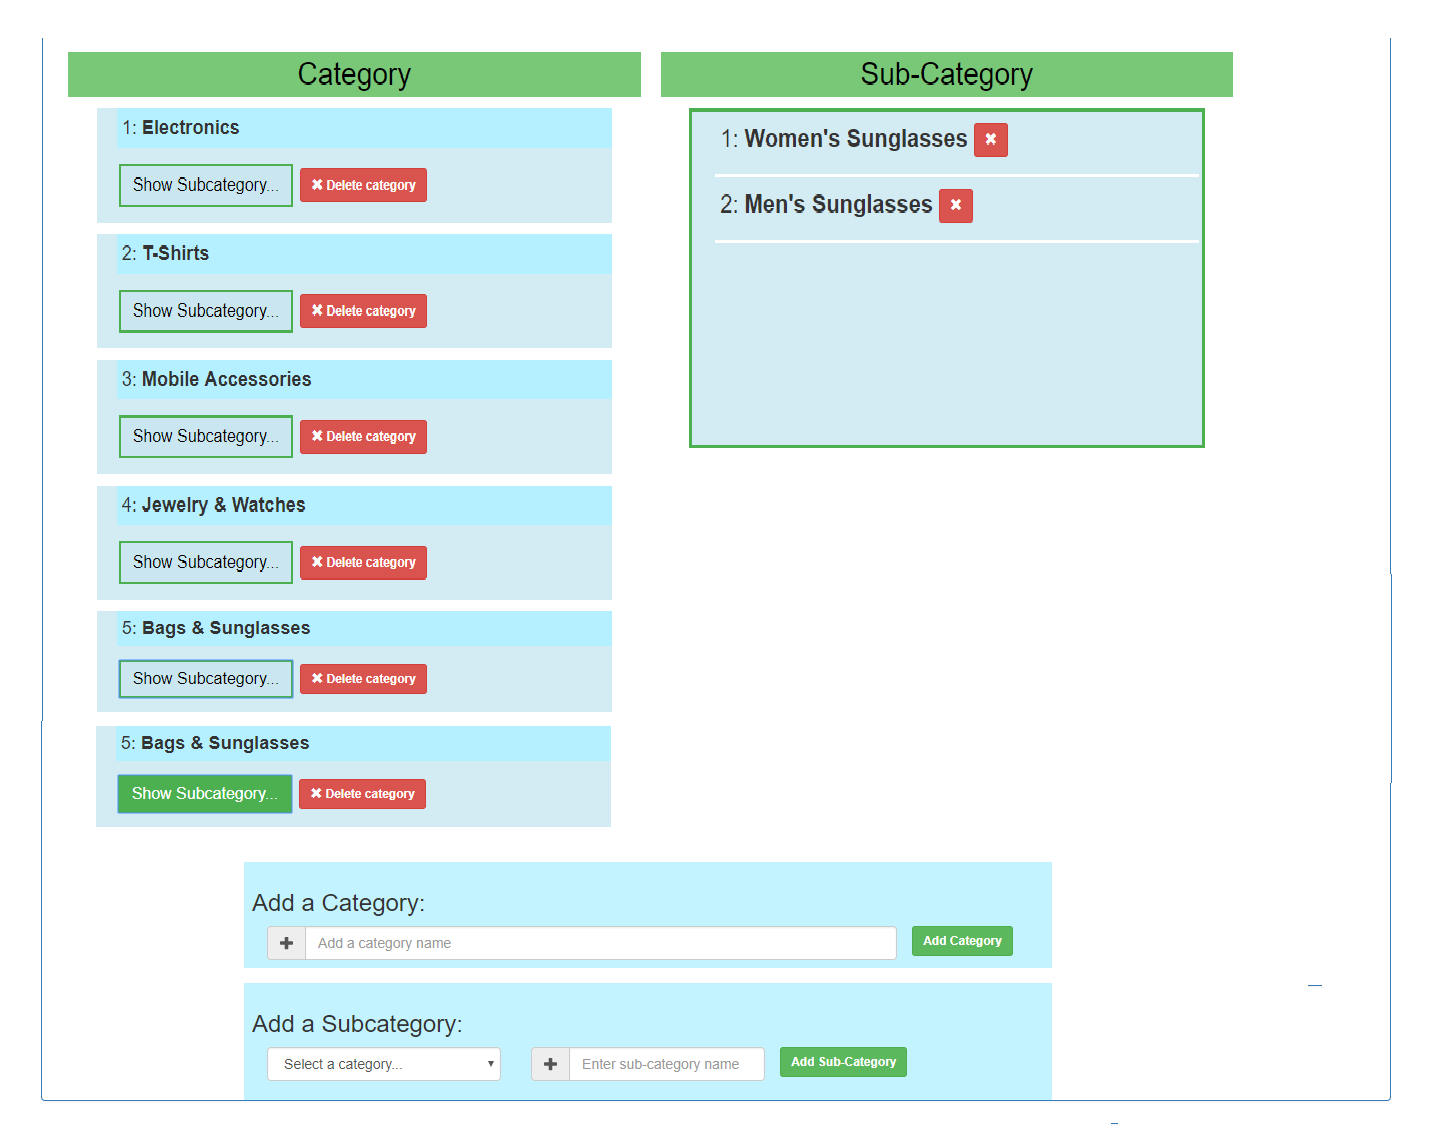 Category
1: Electronics
Show Subcategory...
Delete category
2: T-Shirts
Show Subcategory...
Delete category
3: Mobile Accessories
Show Subcategory...
Delete category
4: Jewelry & Watches
Show Subcategory...
Delete category
5: Bags & Sunglasses
Show Subcategory...
Delete category
5: Bags & Sunglasses
Show Subcategory...
Delete category
Sub-Category
1: Women's Sunglasses
2: Men's Sunglasses
Add a Category:
Add a category name
Add Category
Add a Subcategory:
Select a category...
Enter sub-category name
Add Sub-Category